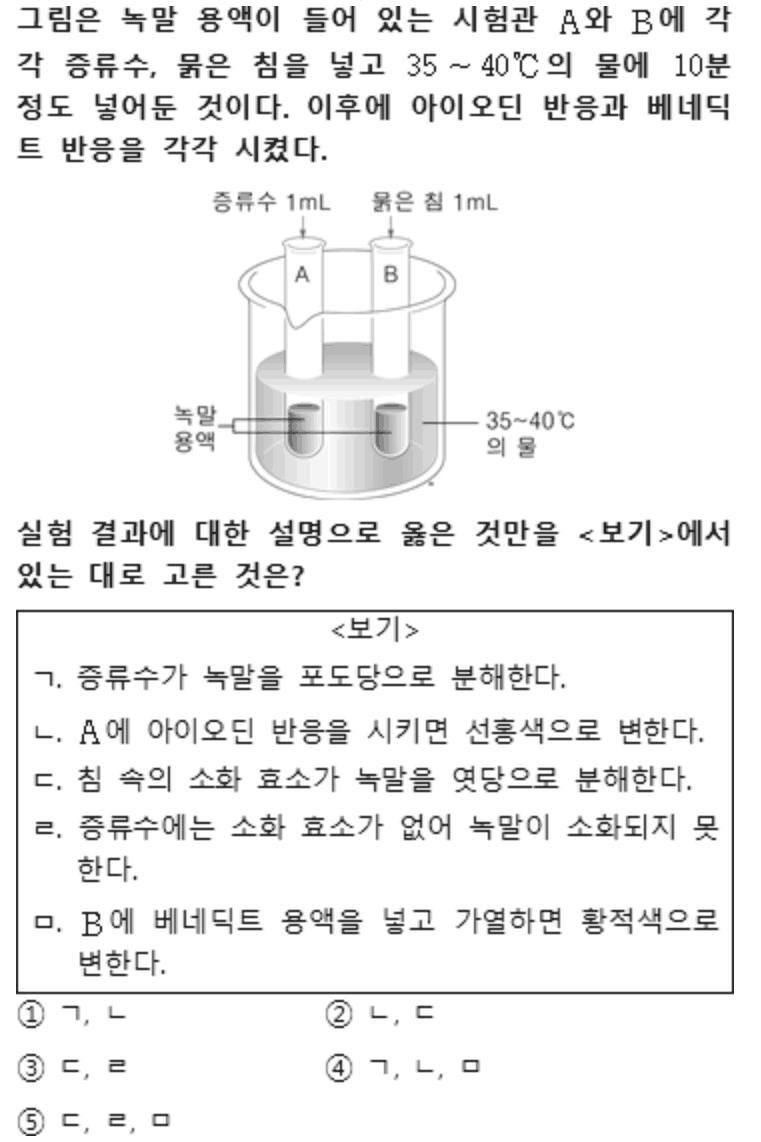 그림은 녹말 용액이 들어 있는 시험관 A와 B에 각
각 증류수, 묽은 침을 넣고 35 ~ 40℃의 물에 10분
정도 넣어둔 것이다. 이후에 아이오딘 반응과 베네딕
트 반응을 각각 시켰다.
증류수 1mL 묽은 침 1mL
A B
녹말
용액
35~40℃
의 물
실험 결과에 대한 설명으로 옳은 것만을 <보기>에서
있는 대로 고른 것은?
<보기>
ㄱ. 증류수가 녹말을 포도당으로 분해한다.
ㄴ. A에 아이오딘 반응을 시키면 선홍색으로 변한다.
ㄷ. 침 속의 소화 효소가 녹말을 엿당으로 분해한다.
ㄹ. 증류수에는 소화 효소가 없어 녹말이 소화되지 못
한다.
ㅁ. B에 베네딕트 용액을 넣고 가열하면 황적색으로
변한다.
① ㄱ, ㄴ ② ㄴ, ㄷ
③ ㄷ, ㄹ ④ ㄱ, ㄴ, ㅁ
⑤ ㄷ, ㄹ, ㅁ